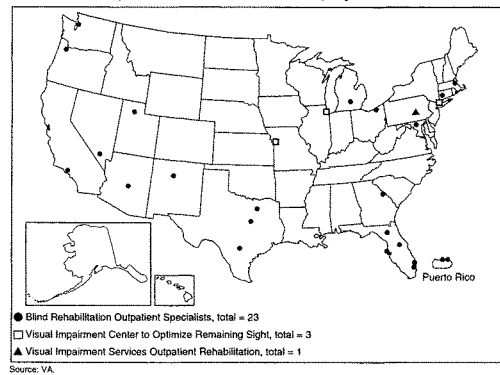 Puerto Rico
● Blind Rehabilitation Outpatient Specialists, total = 23
□ Visual Impairment Center to Optimize Remaining Sight, total = 3
▲ Visual Impairment Services Outpatient Rehabilitation, total = 1
Source: VA.